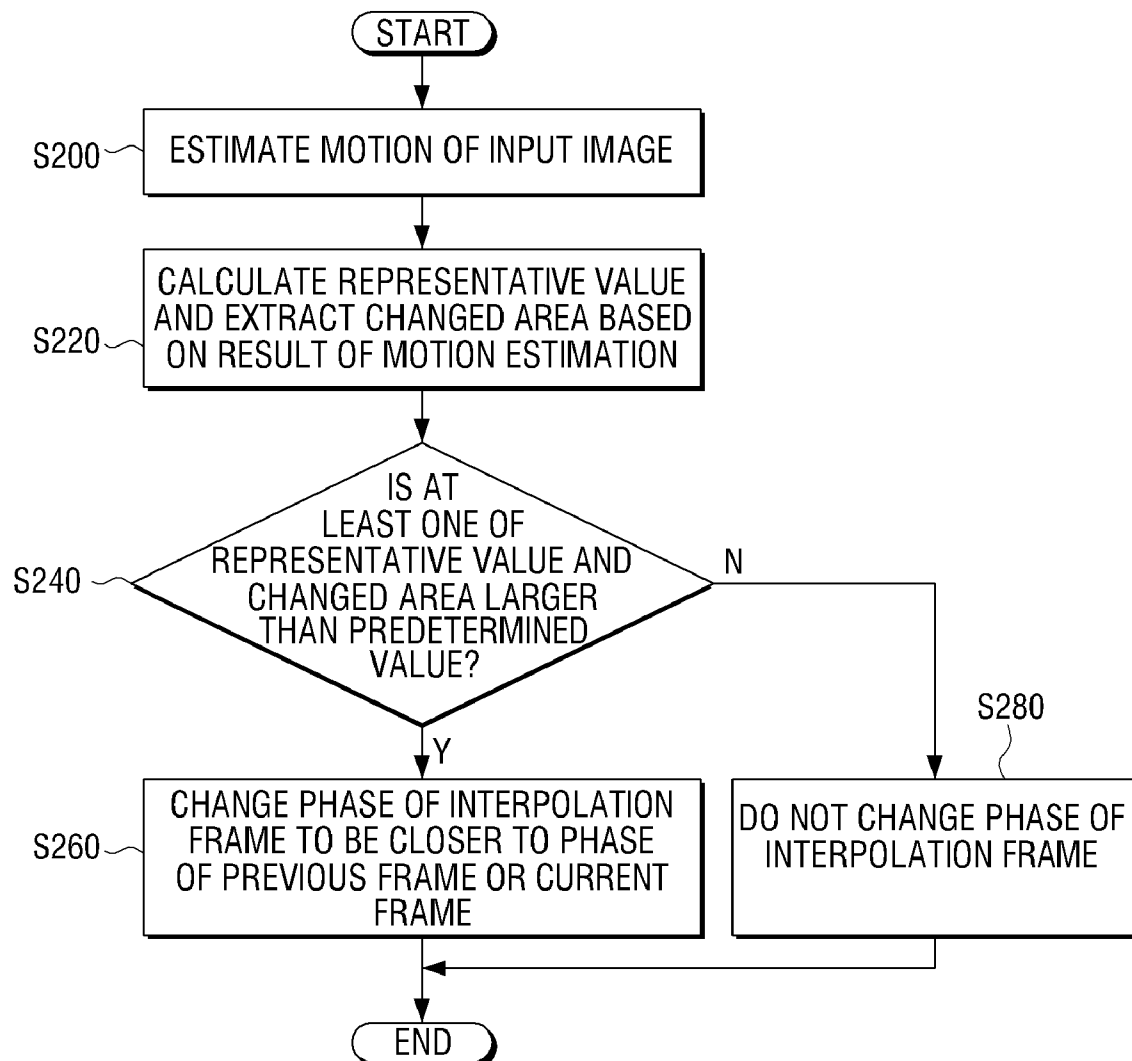 START
S200
ESTIMATE MOTION OF INPUT IMAGE
S220
CALCULATE REPRESENTATIVE VALUE
AND EXTRACT CHANGED AREA BASED
ON RESULT OF MOTION ESTIMATION
S240
IS AT
LEAST ONE OF
REPRESENTATIVE VALUE AND
CHANGED AREA LARGER
THAN PREDETERMINED
VALUE?
N
Y
S260
CHANGE PHASE OF INTERPOLATION
FRAME TO BE CLOSER TO PHASE
OF PREVIOUS FRAME OR CURRENT
FRAME
S280
DO NOT CHANGE PHASE OF
INTERPOLATION FRAME
END